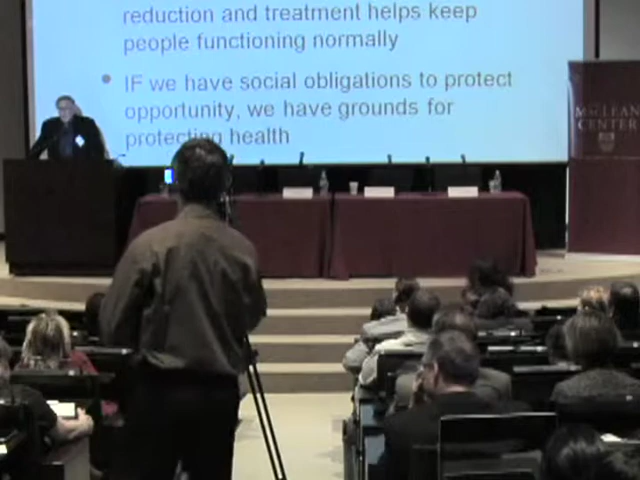 reduction and treatment helps keep
people functioning normally
• IF we have social obligations to protect
opportunity, we have grounds for
protecting health
MACLEAN
CENTER